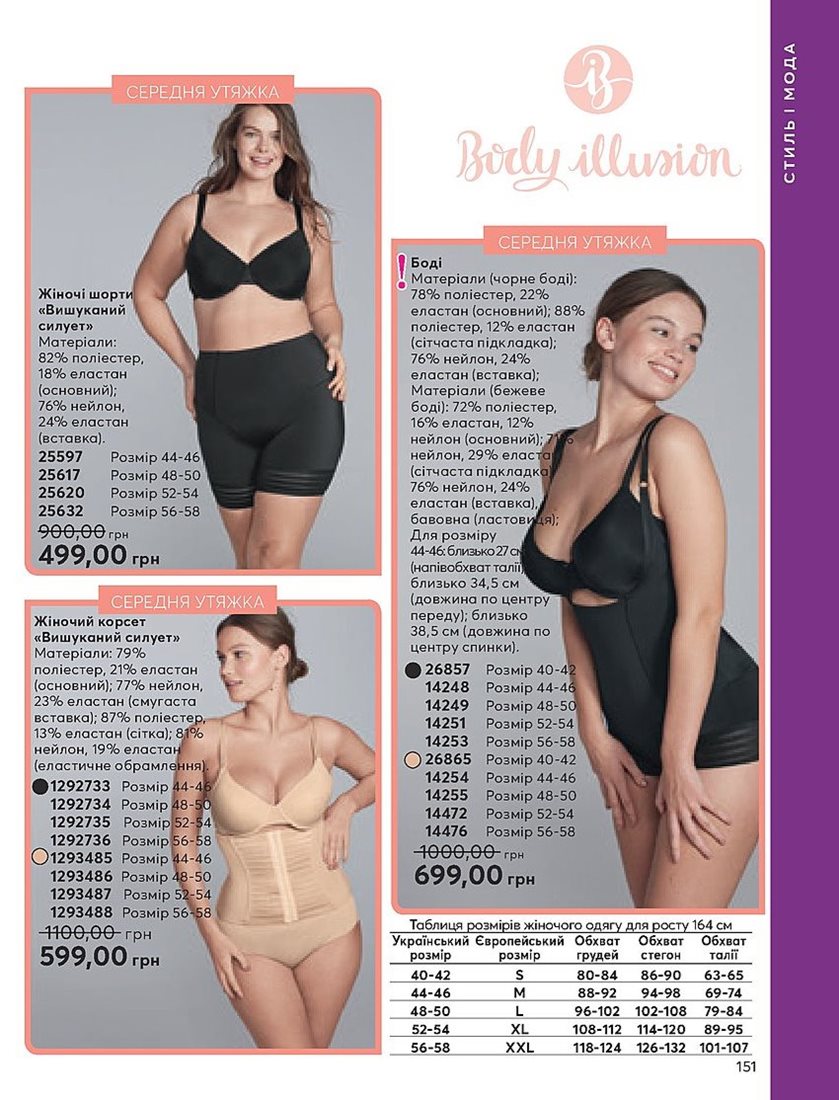 СТИЛЬ І МОДА
Body illusion
СЕРЕДНЯ УТЯЖКА
Жіночі шорти
«Вишуканий
силует»
Матеріали:
82% поліестер,
18% еластан
(основний);
76% нейлон,
24% еластан
(вставка).
25597 Розмір 44-46
25617 Розмір 48-50
25620 Розмір 52-54
25632 Розмір 56-58
900,00 грн
499,00 грн
СЕРЕДНЯ УТЯЖКА
Жіночий корсет
«Вишуканий силует»
Матеріали: 79%
поліестер, 21% еластан
(основний); 77% нейлон,
23% еластан (смугаста
вставка); 87% поліестер,
13% еластан (сітка); 81%
нейлон, 19% еластан
(еластичне обрамлення).
1292733 Розмір 44-46
1292734 Розмір 48-50
1292735 Розмір 52-54
1292736 Розмір 56-58
1293485 Розмір 44-46
1293486 Розмір 48-50
1293487 Розмір 52-54
1293488 Розмір 56-58
1100,00 грн
599,00 грн
СЕРЕДНЯ УТЯЖКА
! Боді
Матеріали (чорне боді):
78% поліестер, 22%
еластан (основний); 88%
поліестер, 12% еластан
(сітчаста підкладка);
76% нейлон, 24%
еластан (вставка);
Матеріали (бежеве
боді): 72% поліестер,
16% еластан, 12%
нейлон (основний); 71%
нейлон, 29% еластан
(сітчаста підкладка)
76% нейлон, 24%
еластан (вставка),
бавовна (ластовиця);
Для розміру
44-46: близько 27 см
(напівобхват талії)
близько 34,5 см
(довжина по центру
переду); близько
38,5 см (довжина по
центру спинки).
26857 Розмір 40-42
14248 Розмір 44-46
14249 Розмір 48-50
14251 Розмір 52-54
14253 Розмір 56-58
26865 Розмір 40-42
14254 Розмір 44-46
14255 Розмір 48-50
14472 Розмір 52-54
14476 Розмір 56-58
1000,00 грн
699,00 грн
Таблиця розмірів жіночого одягу для росту 164 см
Український Європейський Обхват Обхват Обхват
розмір розмір грудей стегон талії
40-42 S 80-84 86-90 63-65
44-46 M 88-92 94-98 69-74
48-50 L 96-102 102-108 79-84
52-54 XL 108-112 114-120 89-95
56-58 XXL 118-124 126-132 101-107
151